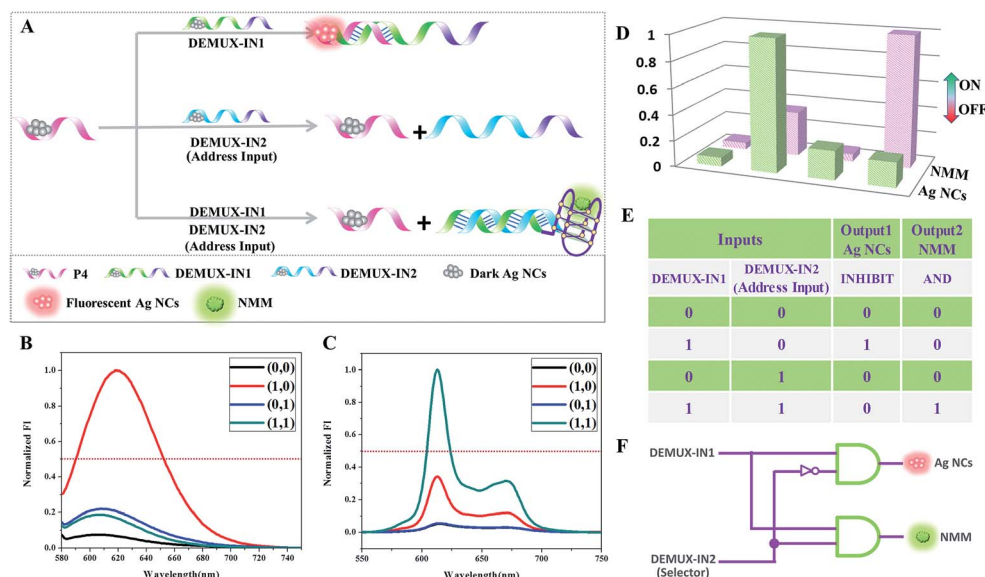 A
DEMUX-IN1
DEMUX-IN2
(Address Input)
+
DEMUX-IN1
DEMUX-IN2
(Address Input)
+
P4 DEMUX-IN1 DEMUX-IN2 Dark Ag NCs
Fluorescent Ag NCs NMM
B
Normalized FI
1.0
0.8
0.6
0.4
0.2
0.0
(0,0)
(1,0)
(0,1)
(1,1)
580 600 620 640 660 680 700 720 740
Wavelength(nm)
C
Normalized FI
1.0
0.8
0.6
0.4
0.2
0.0
(0,0)
(1,0)
(0,1)
(1,1)
550 600 650 700 750
Wavelength(nm)
D
1
0.8
0.6
0.4
0.2
0
ON
OFF
NMM
Ag NCs
E
Inputs Output1 Output2
Ag NCs NMM
DEMUX-IN1 DEMUX-IN2 INHIBIT AND
(Address Input)
0 0 0 0
1 0 1 0
0 1 0 0
1 1 0 1
F
DEMUX-IN1
Ag NCs
NMM
DEMUX-IN2
(Selector)